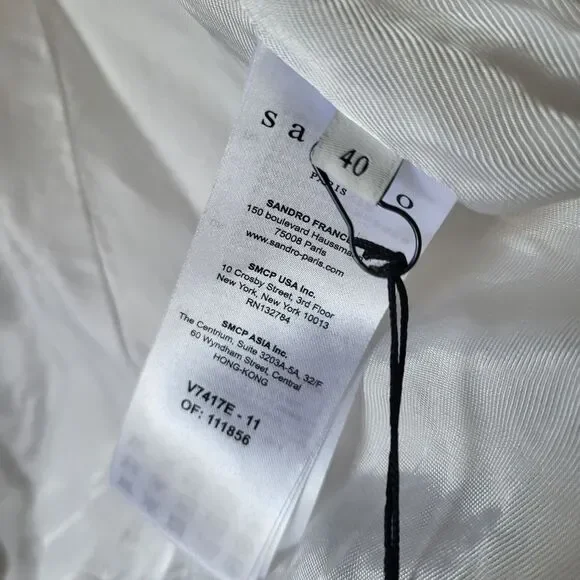 sa o
40
PARIS
SANDRO FRANCE
150 boulevard Haussma
75008 Paris
www.sandro-paris.com
SMCP USA Inc.
10 Crosby Street, 3rd Floor
New York, New York 10013
RN132784
SMCP ASIA Inc.
The Centrium, Suite 3203A-5A, 32/F
60 Wyndham Street, Central
HONG-KONG
V7417E - 11
OF: 111856